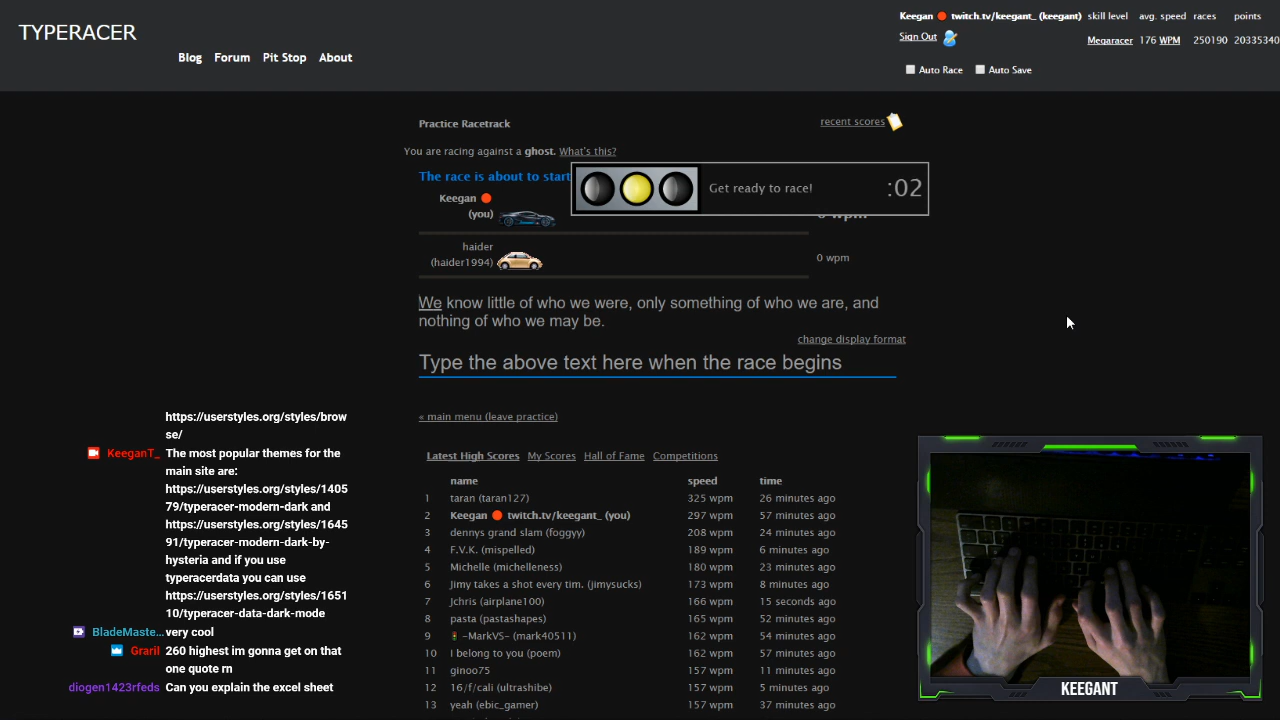 TYPERACER
Blog Forum Pit Stop About
Keegan 🔴 twitch.tv/keegant_ (keegant) skill level avg. speed races points
Sign Out Megaracer 176 WPM 250190 20335340
Auto Race Auto Save
Practice Racetrack recent scores
You are racing against a ghost. What's this?
The race is about to start
Get ready to race! :02
Keegan 🔴
(you)
haider
(haider1994) 0 wpm
We know little of who we were, only something of who we are, and
nothing of who we may be.
change display format
Type the above text here when the race begins
« main menu (leave practice)
Latest High Scores My Scores Hall of Fame Competitions
name speed time
1 taran (taran127) 325 wpm 26 minutes ago
2 Keegan 🔴 twitch.tv/keegant_ (you) 297 wpm 57 minutes ago
3 dennys grand slam (foggyy) 208 wpm 24 minutes ago
4 F.V.K. (mispelled) 189 wpm 6 minutes ago
5 Michelle (michelleness) 180 wpm 23 minutes ago
6 Jimy takes a shot every tim. (jimysucks) 173 wpm 8 minutes ago
7 Jchris (airplane100) 166 wpm 15 seconds ago
8 pasta (pastashapes) 165 wpm 52 minutes ago
9 🚦 ~MarkVS~ (mark40511) 162 wpm 54 minutes ago
10 I belong to you (poem) 162 wpm 57 minutes ago
11 ginoo75 157 wpm 11 minutes ago
12 16/f/cali (ultrashibe) 157 wpm 5 minutes ago
13 yeah (ebic_gamer) 157 wpm 37 minutes ago
https://userstyles.org/styles/brow
se/
KeeganT_ The most popular themes for the
main site are:
https://userstyles.org/styles/1405
79/typeracer-modern-dark and
https://userstyles.org/styles/1645
91/typeracer-modern-dark-by-
hysteria and if you use
typeracerdata you can use
https://userstyles.org/styles/1651
10/typeracer-data-dark-mode
BladeMaste... very cool
Graril 260 highest im gonna get on that
one quote rn
diogen1423rfeds Can you explain the excel sheet
KEEGANT